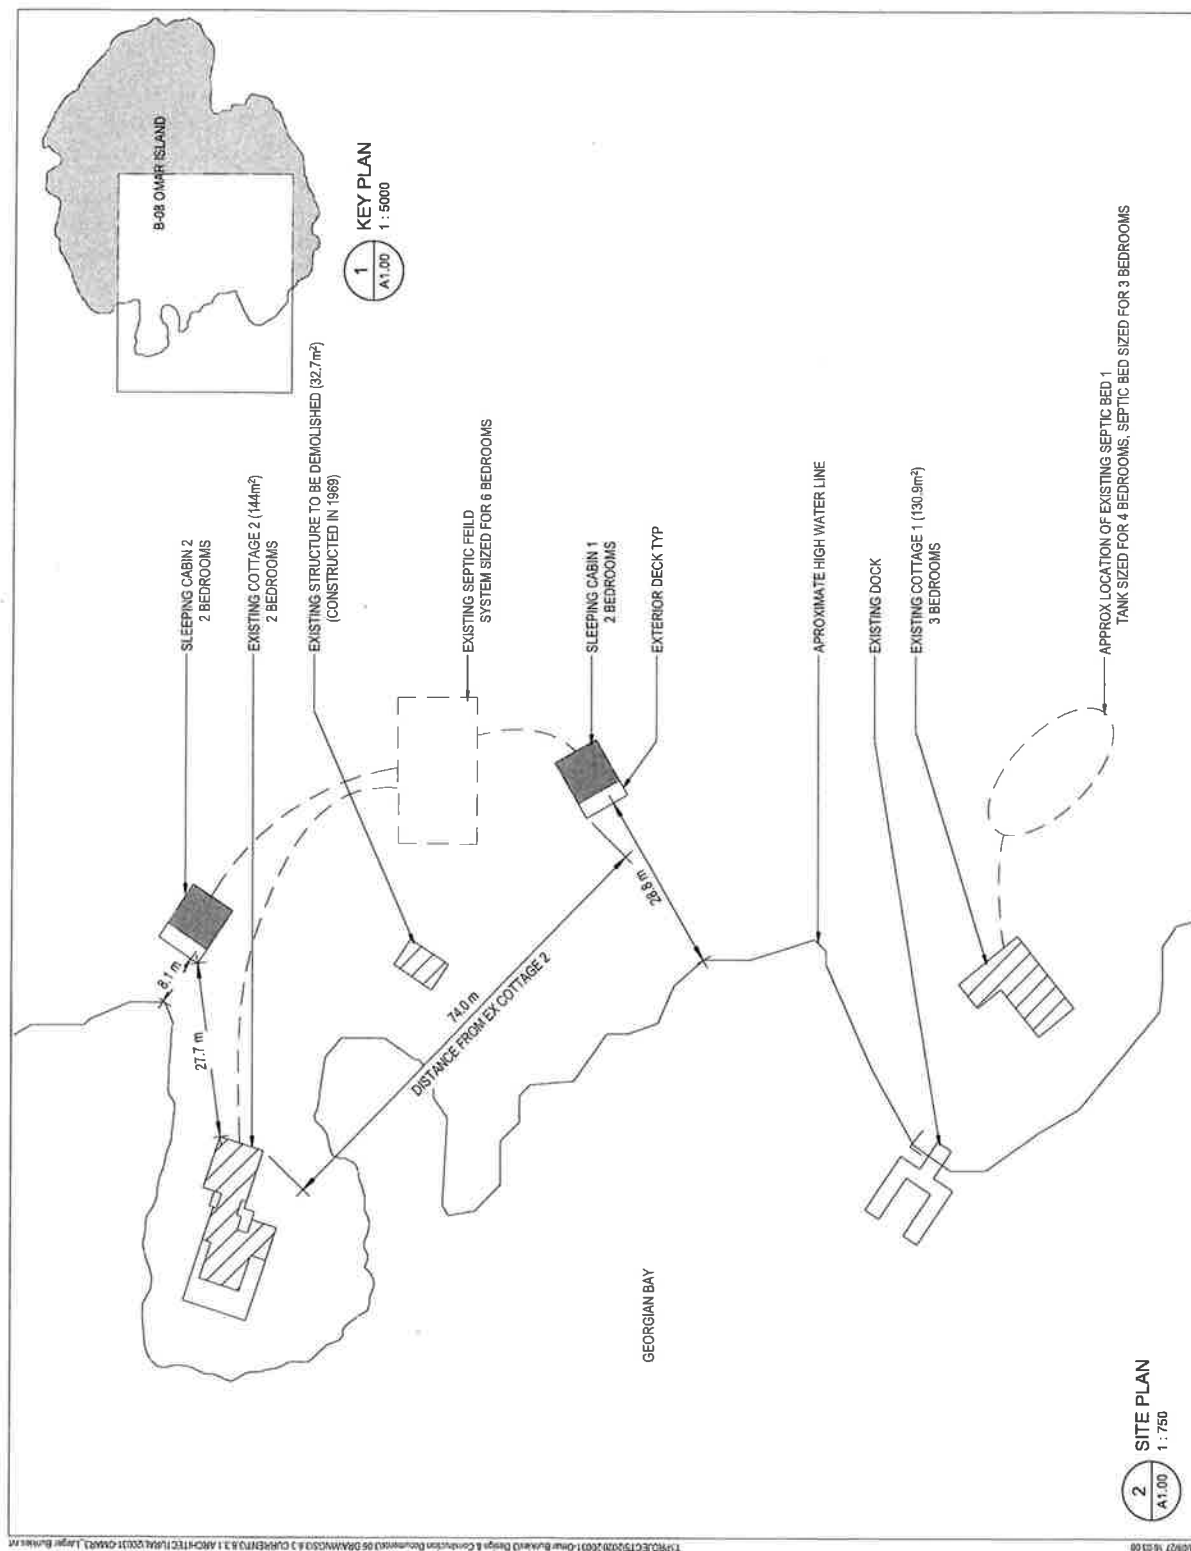 B-08 OMAR ISLAND
1
A1.00
KEY PLAN
1 : 5000
SLEEPING CABIN 2
2 BEDROOMS
EXISTING COTTAGE 2 (144m²)
2 BEDROOMS
EXISTING STRUCTURE TO BE DEMOLISHED (32.7m²)
(CONSTRUCTED IN 1969)
EXISTING SEPTIC FEILD
SYSTEM SIZED FOR 6 BEDROOMS
SLEEPING CABIN 1
2 BEDROOMS
EXTERIOR DECK TYP
APROXIMATE HIGH WATER LINE
EXISTING DOCK
EXISTING COTTAGE 1 (130.9m²)
3 BEDROOMS
APPROX LOCATION OF EXISTING SEPTIC BED 1
TANK SIZED FOR 4 BEDROOMS, SEPTIC BED SIZED FOR 3 BEDROOMS
8.1 m
27.7 m
74.0 m
DISTANCE FROM EX COTTAGE 2
28.8 m
GEORGIAN BAY
2
A1.00
SITE PLAN
1 : 750